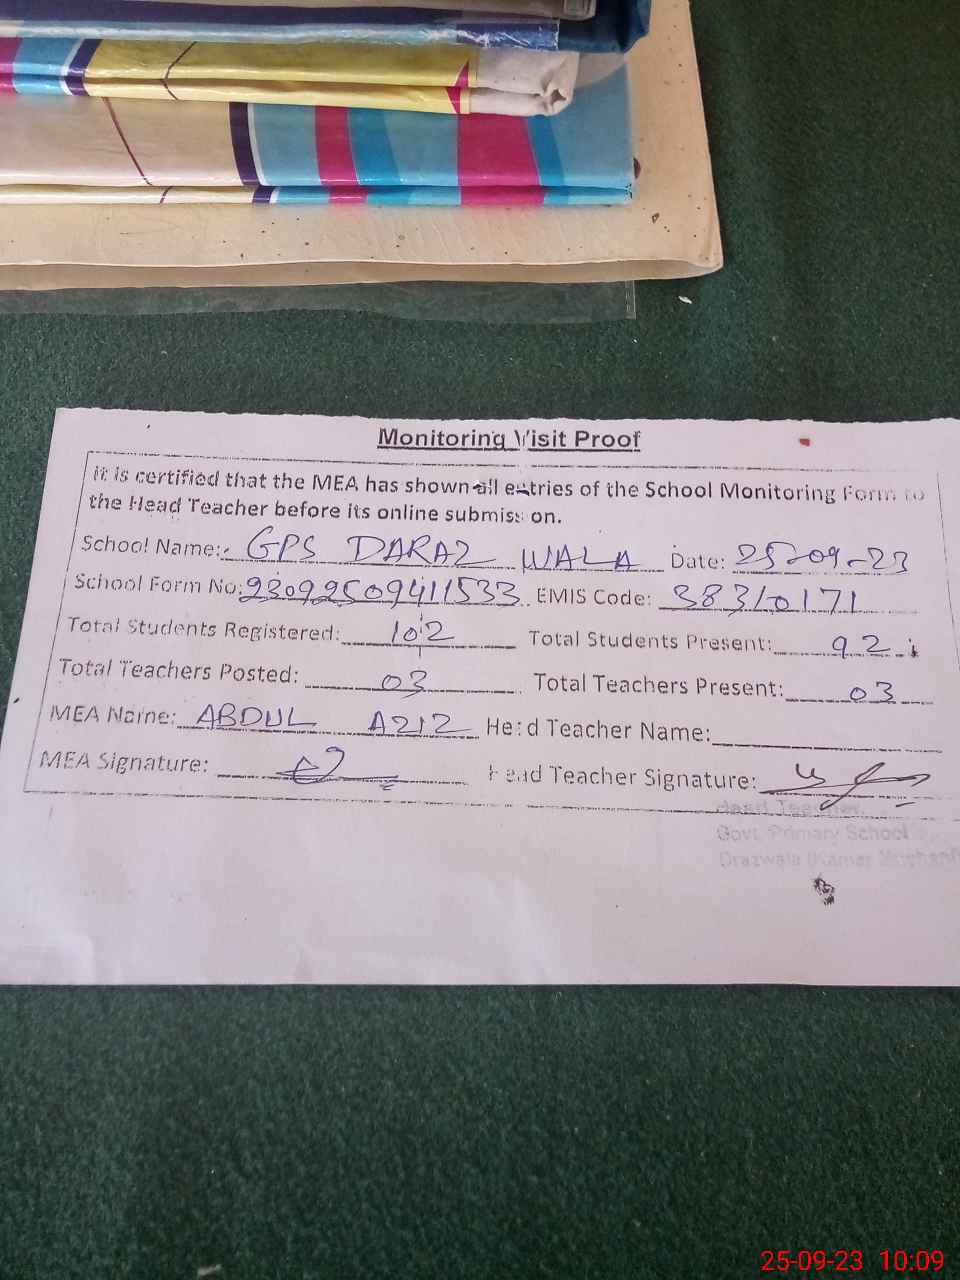 Monitoring Visit Proof
It is certified that the MEA has shown all entries of the School Monitoring Form to
the Head Teacher before its online submission.
School Name: GPS DARAZ WALA Date: 25-09-23
School Form No: 23092509411533 EMIS Code: 38310171
Total Students Registered: 102 Total Students Present: 92
Total Teachers Posted: 03 Total Teachers Present: 03
MEA Name: ABDUL AZIZ Head Teacher Name:
MEA Signature: Head Teacher Signature:
Head Teacher
Govt. Primary School
Drazwala
25-09-23 10:09